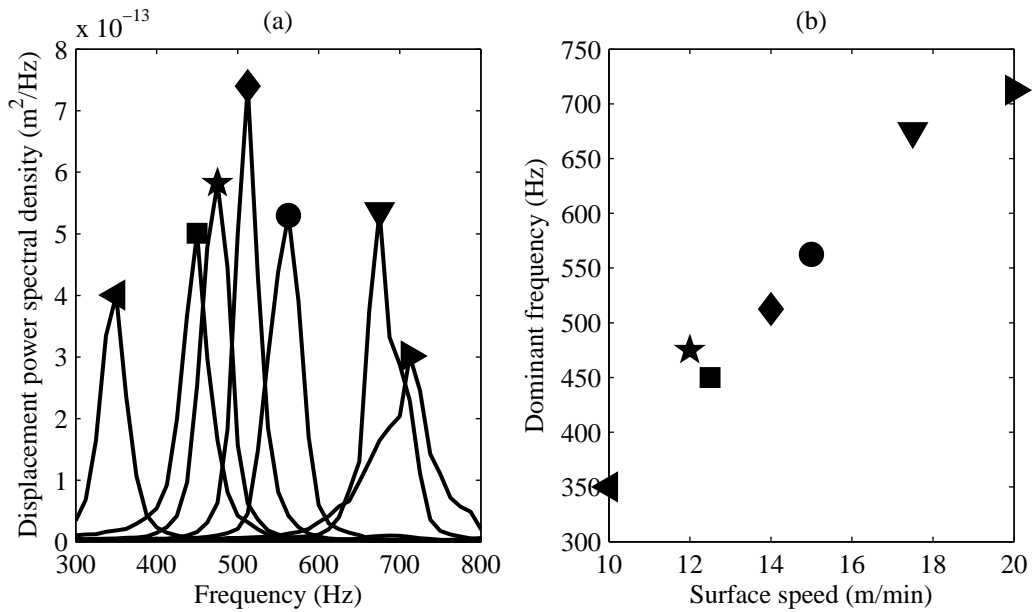 (a)
x 10⁻¹³
Displacement power spectral density (m²/Hz)
8
7
6
5
4
3
2
1
0
300 400 500 600 700 800
Frequency (Hz)
(b)
Dominant frequency (Hz)
750
700
650
600
550
500
450
400
350
300
10 12 14 16 18 20
Surface speed (m/min)